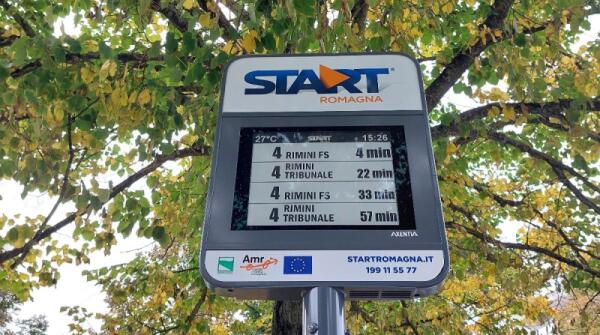 START
ROMAGNA
27°C START 15:26
4 RIMINI FS 4 min
4 RIMINI TRIBUNALE 22 min
4 RIMINI FS 33 min
4 RIMINI TRIBUNALE 57 min
AXENTIA
Amr
STARTROMAGNA.IT
199 11 55 77